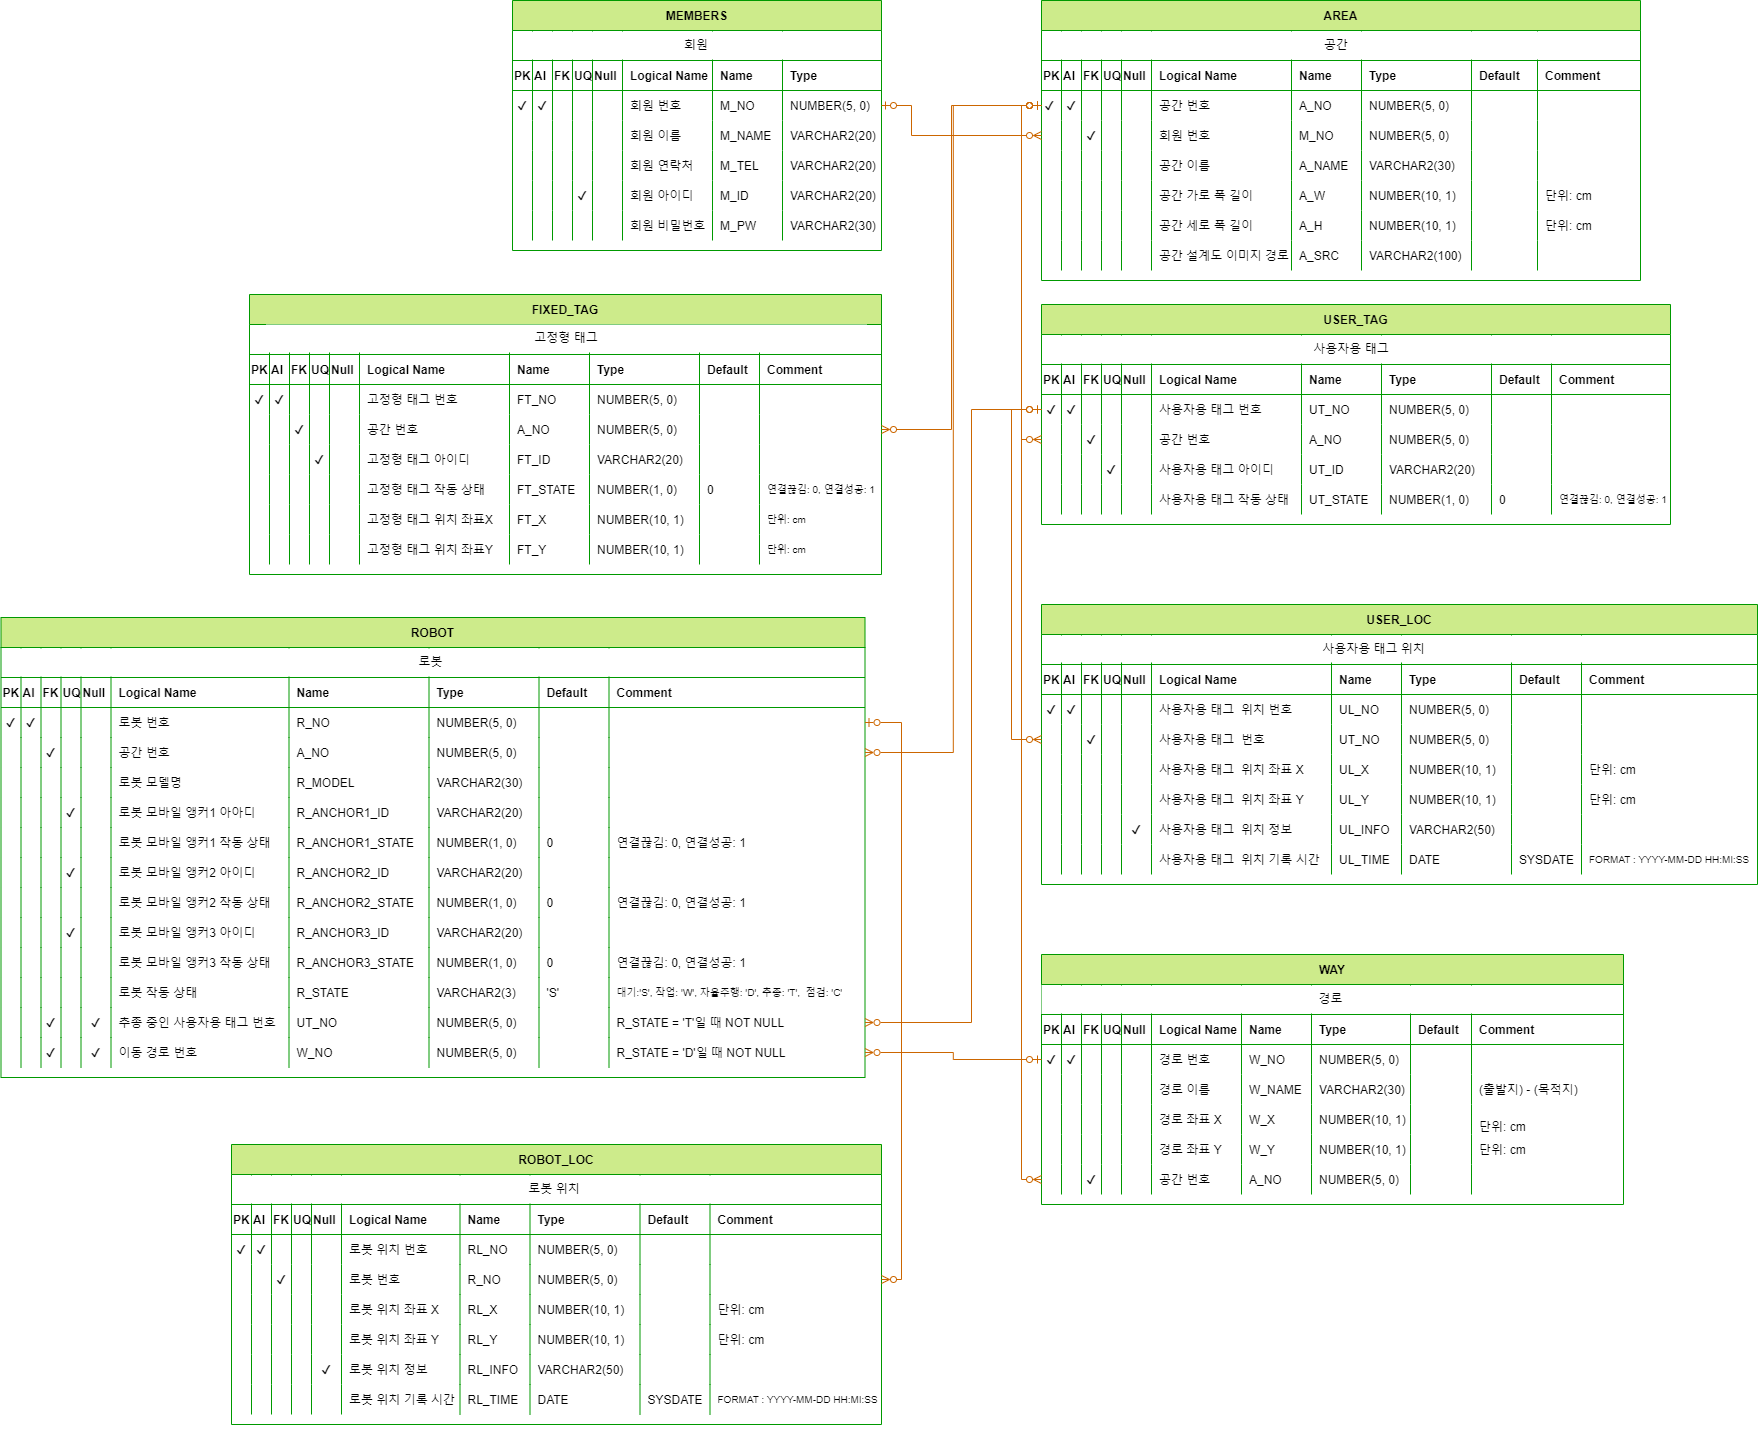 MEMBERS
회원
PK AI FK UQ Null Logical Name Name Type
✓ ✓ 회원 번호 M_NO NUMBER(5, 0)
회원 이름 M_NAME VARCHAR2(20)
회원 연락처 M_TEL VARCHAR2(20)
✓ 회원 아이디 M_ID VARCHAR2(20)
회원 비밀번호 M_PW VARCHAR2(30)
AREA
공간
PK AI FK UQ Null Logical Name Name Type Default Comment
✓ ✓ 공간 번호 A_NO NUMBER(5, 0)
✓ 회원 번호 M_NO NUMBER(5, 0)
공간 이름 A_NAME VARCHAR2(30)
공간 가로 폭 길이 A_W NUMBER(10, 1) 단위: cm
공간 세로 폭 길이 A_H NUMBER(10, 1) 단위: cm
공간 설계도 이미지 경로 A_SRC VARCHAR2(100)
FIXED_TAG
고정형 태그
PK AI FK UQ Null Logical Name Name Type Default Comment
✓ ✓ 고정형 태그 번호 FT_NO NUMBER(5, 0)
✓ 공간 번호 A_NO NUMBER(5, 0)
✓ 고정형 태그 아이디 FT_ID VARCHAR2(20)
고정형 태그 작동 상태 FT_STATE NUMBER(1, 0) 0 연결끊김: 0, 연결성공: 1
고정형 태그 위치 좌표X FT_X NUMBER(10, 1) 단위: cm
고정형 태그 위치 좌표Y FT_Y NUMBER(10, 1) 단위: cm
USER_TAG
사용자용 태그
PK AI FK UQ Null Logical Name Name Type Default Comment
✓ ✓ 사용자용 태그 번호 UT_NO NUMBER(5, 0)
✓ 공간 번호 A_NO NUMBER(5, 0)
✓ 사용자용 태그 아이디 UT_ID VARCHAR2(20)
사용자용 태그 작동 상태 UT_STATE NUMBER(1, 0) 0 연결끊김: 0, 연결성공: 1
ROBOT
로봇
PK AI FK UQ Null Logical Name Name Type Default Comment
✓ ✓ 로봇 번호 R_NO NUMBER(5, 0)
✓ 공간 번호 A_NO NUMBER(5, 0)
로봇 모델명 R_MODEL VARCHAR2(30)
✓ 로봇 모바일 앵커1 아아디 R_ANCHOR1_ID VARCHAR2(20)
로봇 모바일 앵커1 작동 상태 R_ANCHOR1_STATE NUMBER(1, 0) 0 연결끊김: 0, 연결성공: 1
✓ 로봇 모바일 앵커2 아이디 R_ANCHOR2_ID VARCHAR2(20)
로봇 모바일 앵커2 작동 상태 R_ANCHOR2_STATE NUMBER(1, 0) 0 연결끊김: 0, 연결성공: 1
✓ 로봇 모바일 앵커3 아이디 R_ANCHOR3_ID VARCHAR2(20)
로봇 모바일 앵커3 작동 상태 R_ANCHOR3_STATE NUMBER(1, 0) 0 연결끊김: 0, 연결성공: 1
로봇 작동 상태 R_STATE VARCHAR2(3) 'S' 대기:'S', 작업: 'W', 자율주행: 'D', 추종: 'T', 점검: 'C'
✓ ✓ 추종 중인 사용자용 태그 번호 UT_NO NUMBER(5, 0) R_STATE = 'T'일 때 NOT NULL
✓ ✓ 이동 경로 번호 W_NO NUMBER(5, 0) R_STATE = 'D'일 때 NOT NULL
USER_LOC
사용자용 태그 위치
PK AI FK UQ Null Logical Name Name Type Default Comment
✓ ✓ 사용자용 태그 위치 번호 UL_NO NUMBER(5, 0)
✓ 사용자용 태그 번호 UT_NO NUMBER(5, 0)
사용자용 태그 위치 좌표 X UL_X NUMBER(10, 1) 단위: cm
사용자용 태그 위치 좌표 Y UL_Y NUMBER(10, 1) 단위: cm
✓ 사용자용 태그 위치 정보 UL_INFO VARCHAR2(50)
사용자용 태그 위치 기록 시간 UL_TIME DATE SYSDATE FORMAT : YYYY-MM-DD HH:MI:SS
WAY
경로
PK AI FK UQ Null Logical Name Name Type Default Comment
✓ ✓ 경로 번호 W_NO NUMBER(5, 0)
경로 이름 W_NAME VARCHAR2(30) (출발지) - (목적지)
경로 좌표 X W_X NUMBER(10, 1) 단위: cm
경로 좌표 Y W_Y NUMBER(10, 1) 단위: cm
✓ 공간 번호 A_NO NUMBER(5, 0)
ROBOT_LOC
로봇 위치
PK AI FK UQ Null Logical Name Name Type Default Comment
✓ ✓ 로봇 위치 번호 RL_NO NUMBER(5, 0)
✓ 로봇 번호 R_NO NUMBER(5, 0)
로봇 위치 좌표 X RL_X NUMBER(10, 1) 단위: cm
로봇 위치 좌표 Y RL_Y NUMBER(10, 1) 단위: cm
✓ 로봇 위치 정보 RL_INFO VARCHAR2(50)
로봇 위치 기록 시간 RL_TIME DATE SYSDATE FORMAT : YYYY-MM-DD HH:MI:SS